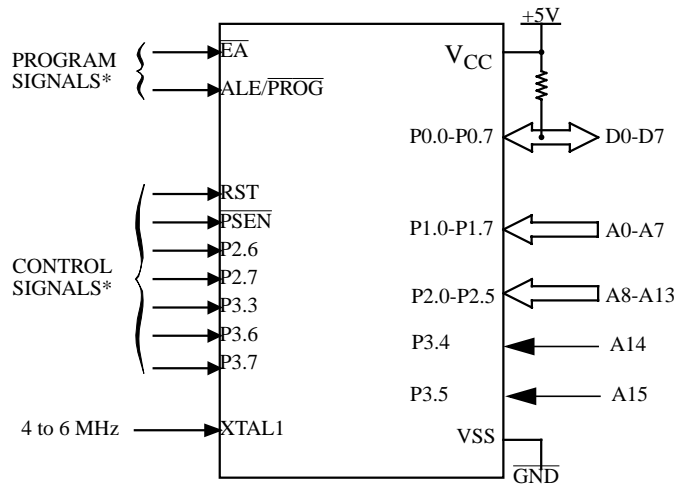 +5V
PROGRAM
SIGNALS*
EA
ALE/PROG
VCC
P0.0-P0.7
D0-D7
RST
PSEN
P2.6
P2.7
P3.3
P3.6
P3.7
CONTROL
SIGNALS*
P1.0-P1.7
A0-A7
P2.0-P2.5
A8-A13
P3.4
A14
P3.5
A15
4 to 6 MHz
XTAL1
VSS
GND